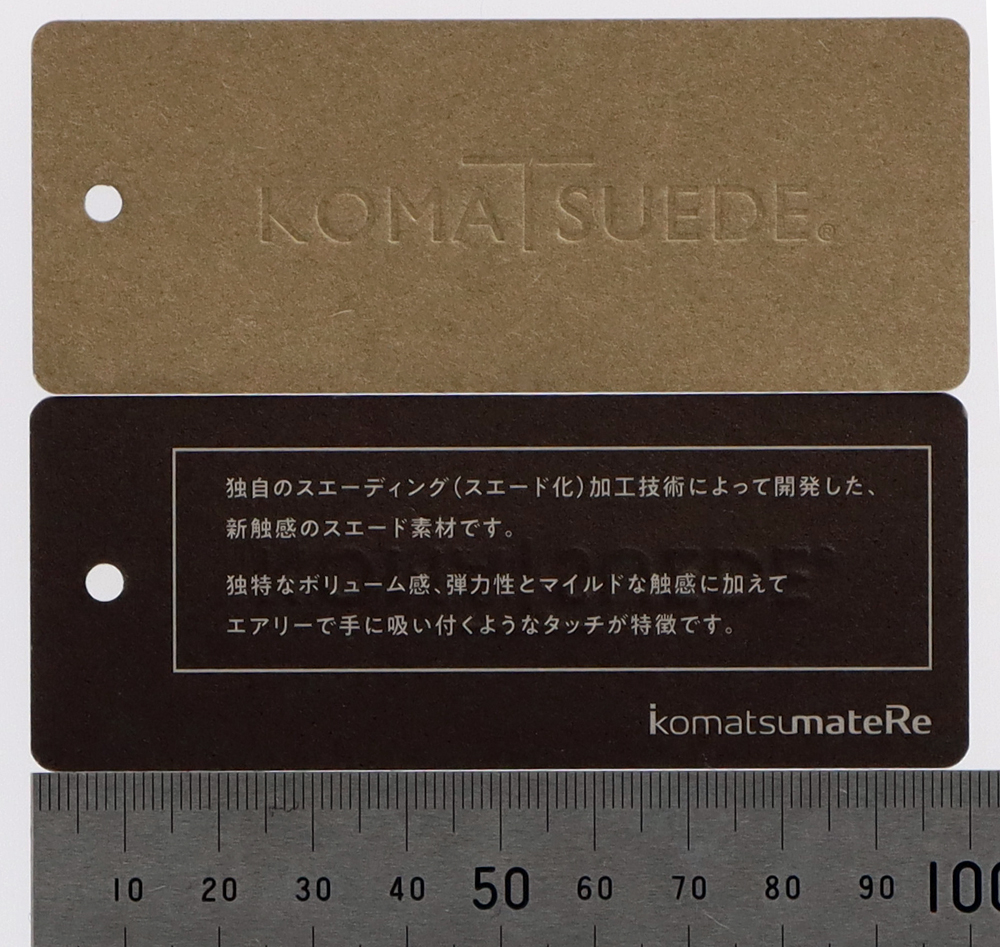 KOMATSUEDE®
独自のスエーディング(スエード化)加工技術によって開発した、
新触感のスエード素材です。
独特なボリューム感、弾力性とマイルドな触感に加えて
エアリーで手に吸い付くようなタッチが特徴です。
komatsumateRe
10 20 30 40 50 60 70 80 90 100